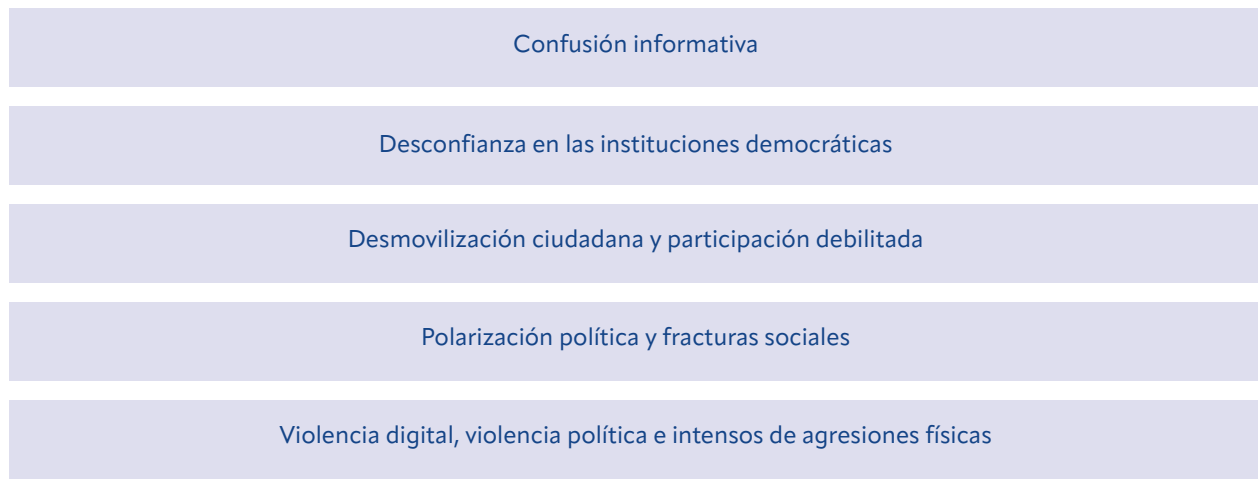 Confusión informativa
Desconfianza en las instituciones democráticas
Desmovilización ciudadana y participación debilitada
Polarización política y fracturas sociales
Violencia digital, violencia política e intensos de agresiones físicas